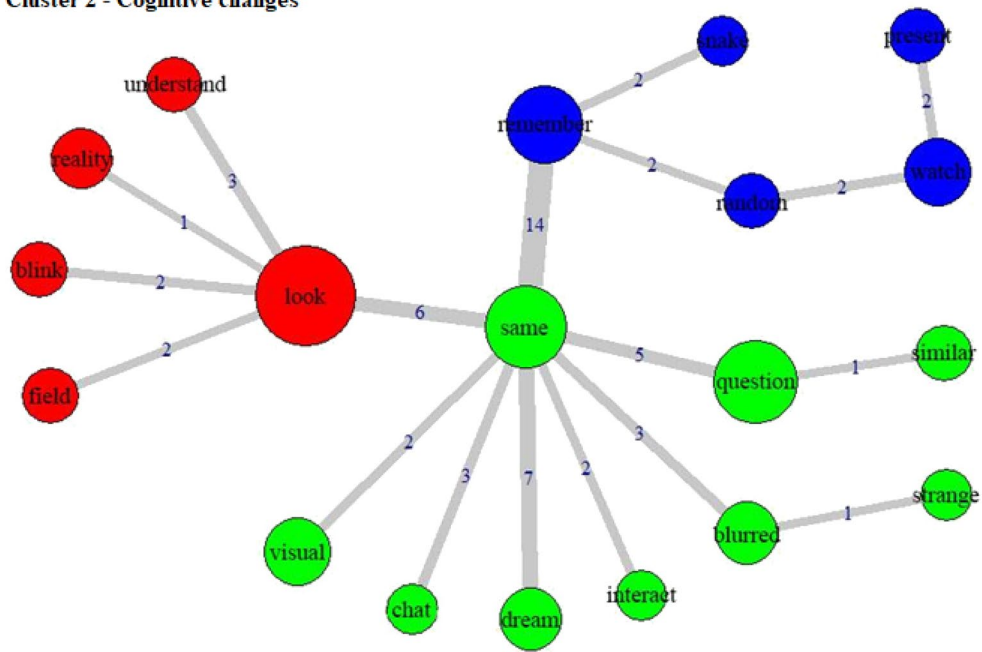 Cluster 2 - Cognitive changes
snake
present
understand
2
2
remember
reality
watch
3
2
2
random
1
14
blink
2
look
6
same
5
similar
2
question
1
field
2
3
strange
3
7
2
1
blurred
visual
interact
chat
dream